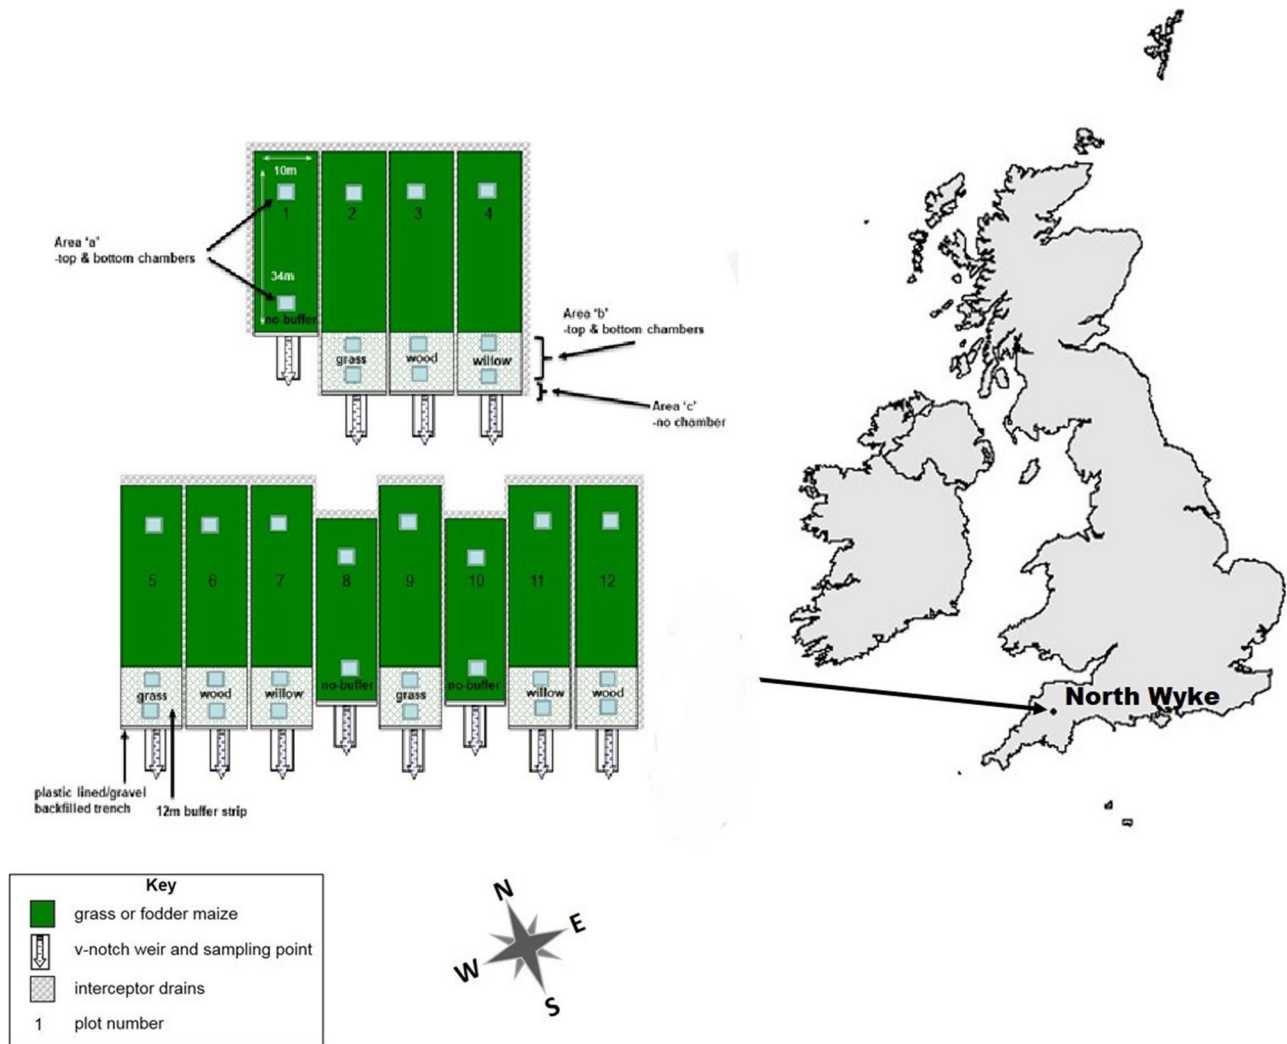 10m
1
2
3
4
Area 'a'
-top & bottom chambers
34m
no-buffer
Area 'b'
-top & bottom chambers
grass
wood
willow
Area 'c'
-no chamber
5
6
7
8
9
10
11
12
grass
wood
willow
no-buffer
grass
no-buffer
willow
wood
plastic lined/gravel
backfilled trench
12m buffer strip
North Wyke
Key
grass or fodder maize
v-notch weir and sampling point
interceptor drains
1
plot number
N
E
W
S